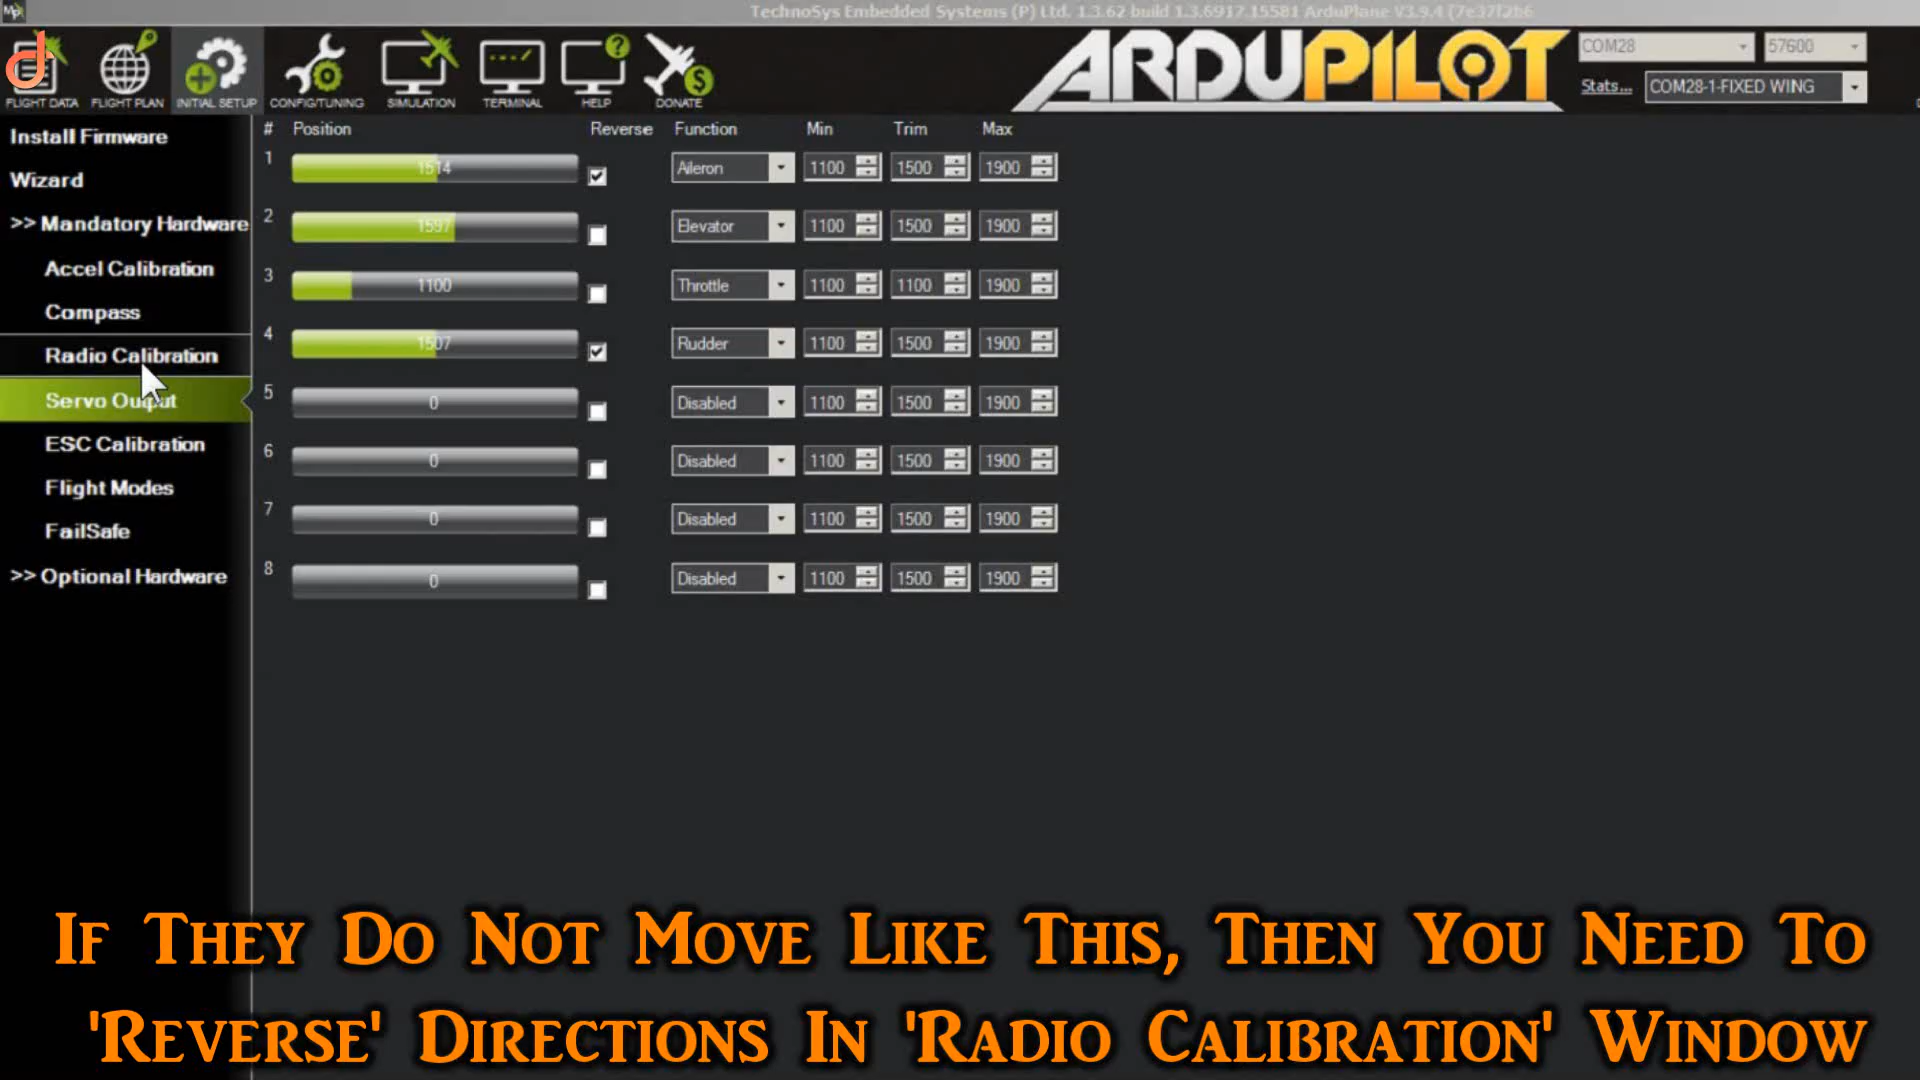 TechnoSys Embedded Systems (P) Ltd. 1.3.62 build 1.3.6917.15581 ArduPlane V3.9.4 (7e37f2b6
FLIGHT DATA FLIGHT PLAN INITIAL SETUP CONFIG/TUNING SIMULATION TERMINAL HELP DONATE
ARDUPILOT
COM28 57600
Stats... COM28-1-FIXED WING
Install Firmware
Wizard
>> Mandatory Hardware
Accel Calibration
Compass
Radio Calibration
Servo Output
ESC Calibration
Flight Modes
FailSafe
>> Optional Hardware
# Position Reverse Function Min Trim Max
1 1514 Aileron 1100 1500 1900
2 1597 Elevator 1100 1500 1900
3 1100 Throttle 1100 1100 1900
4 1507 Rudder 1100 1500 1900
5 0 Disabled 1100 1500 1900
6 0 Disabled 1100 1500 1900
7 0 Disabled 1100 1500 1900
8 0 Disabled 1100 1500 1900
If They Do Not Move Like This, Then You Need To
'Reverse' Directions In 'Radio Calibration' Window